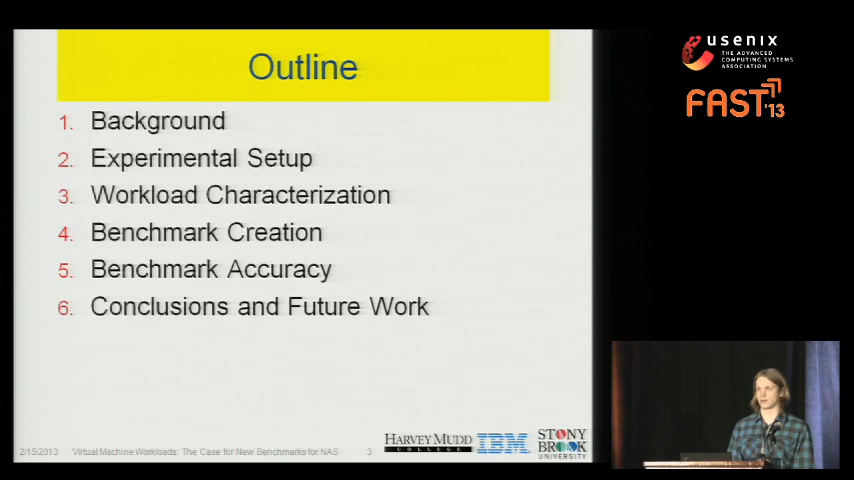 Outline
1. Background
2. Experimental Setup
3. Workload Characterization
4. Benchmark Creation
5. Benchmark Accuracy
6. Conclusions and Future Work
2/15/2013 Virtual Machine Workloads: The Case for New Benchmarks for NAS 3
HARVEY MUDD
COLLEGE
IBM
STONY
BROOK
UNIVERSITY
usenix
THE ADVANCED
COMPUTING SYSTEMS
ASSOCIATION
FAST '13